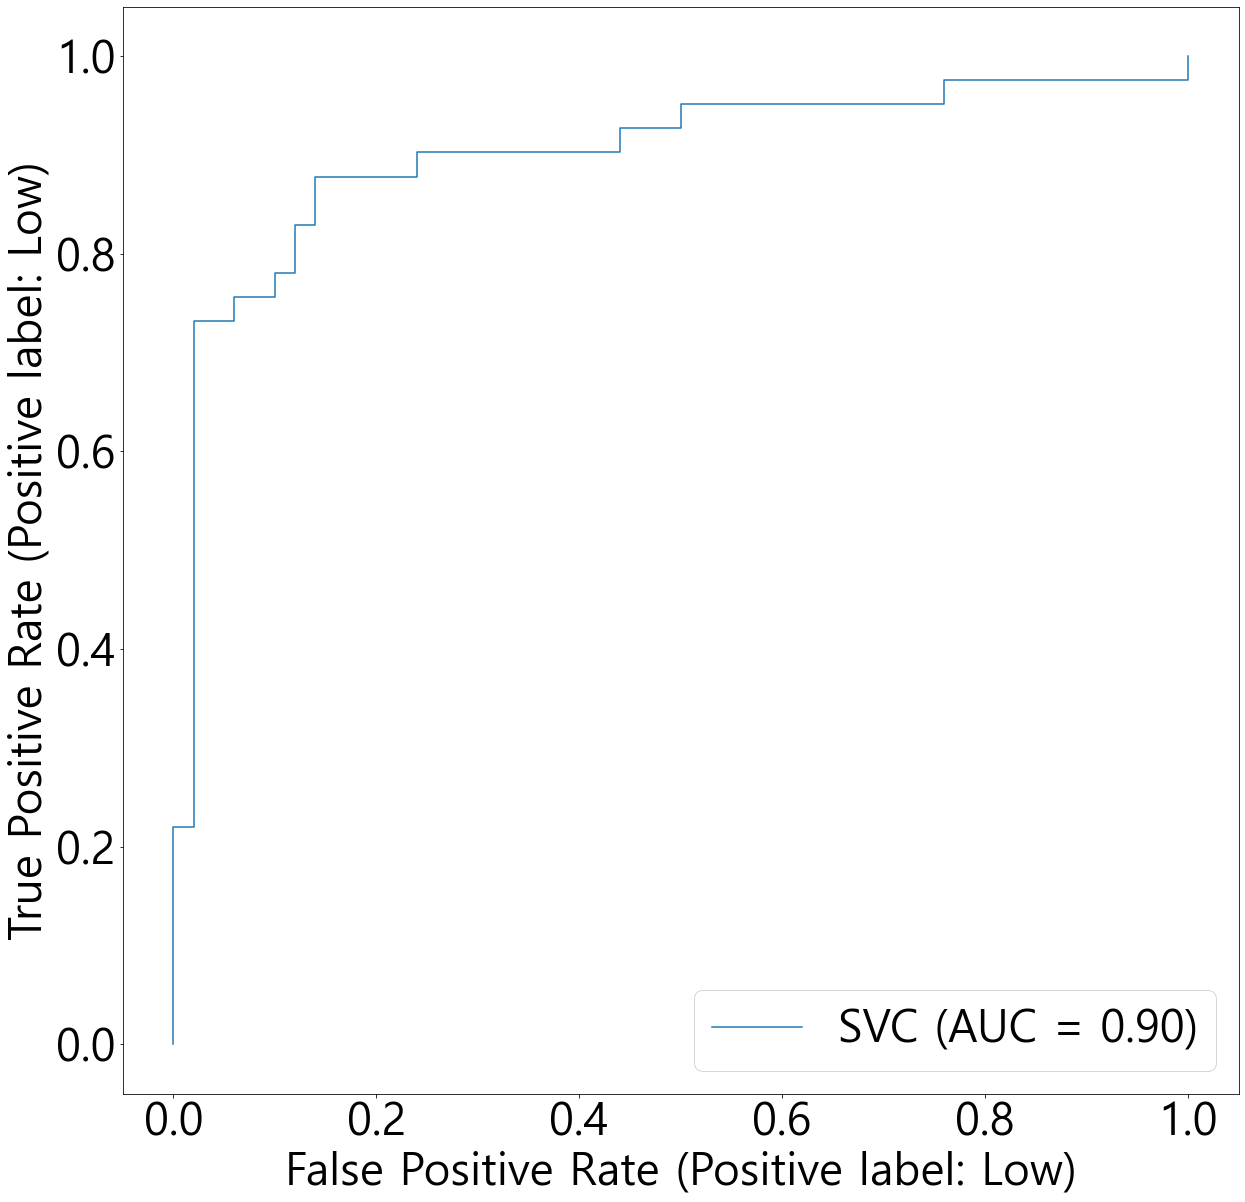 True Positive Rate (Positive label: Low)
1.0
0.8
0.6
0.4
0.2
0.0
SVC (AUC = 0.90)
0.0 0.2 0.4 0.6 0.8 1.0
False Positive Rate (Positive label: Low)